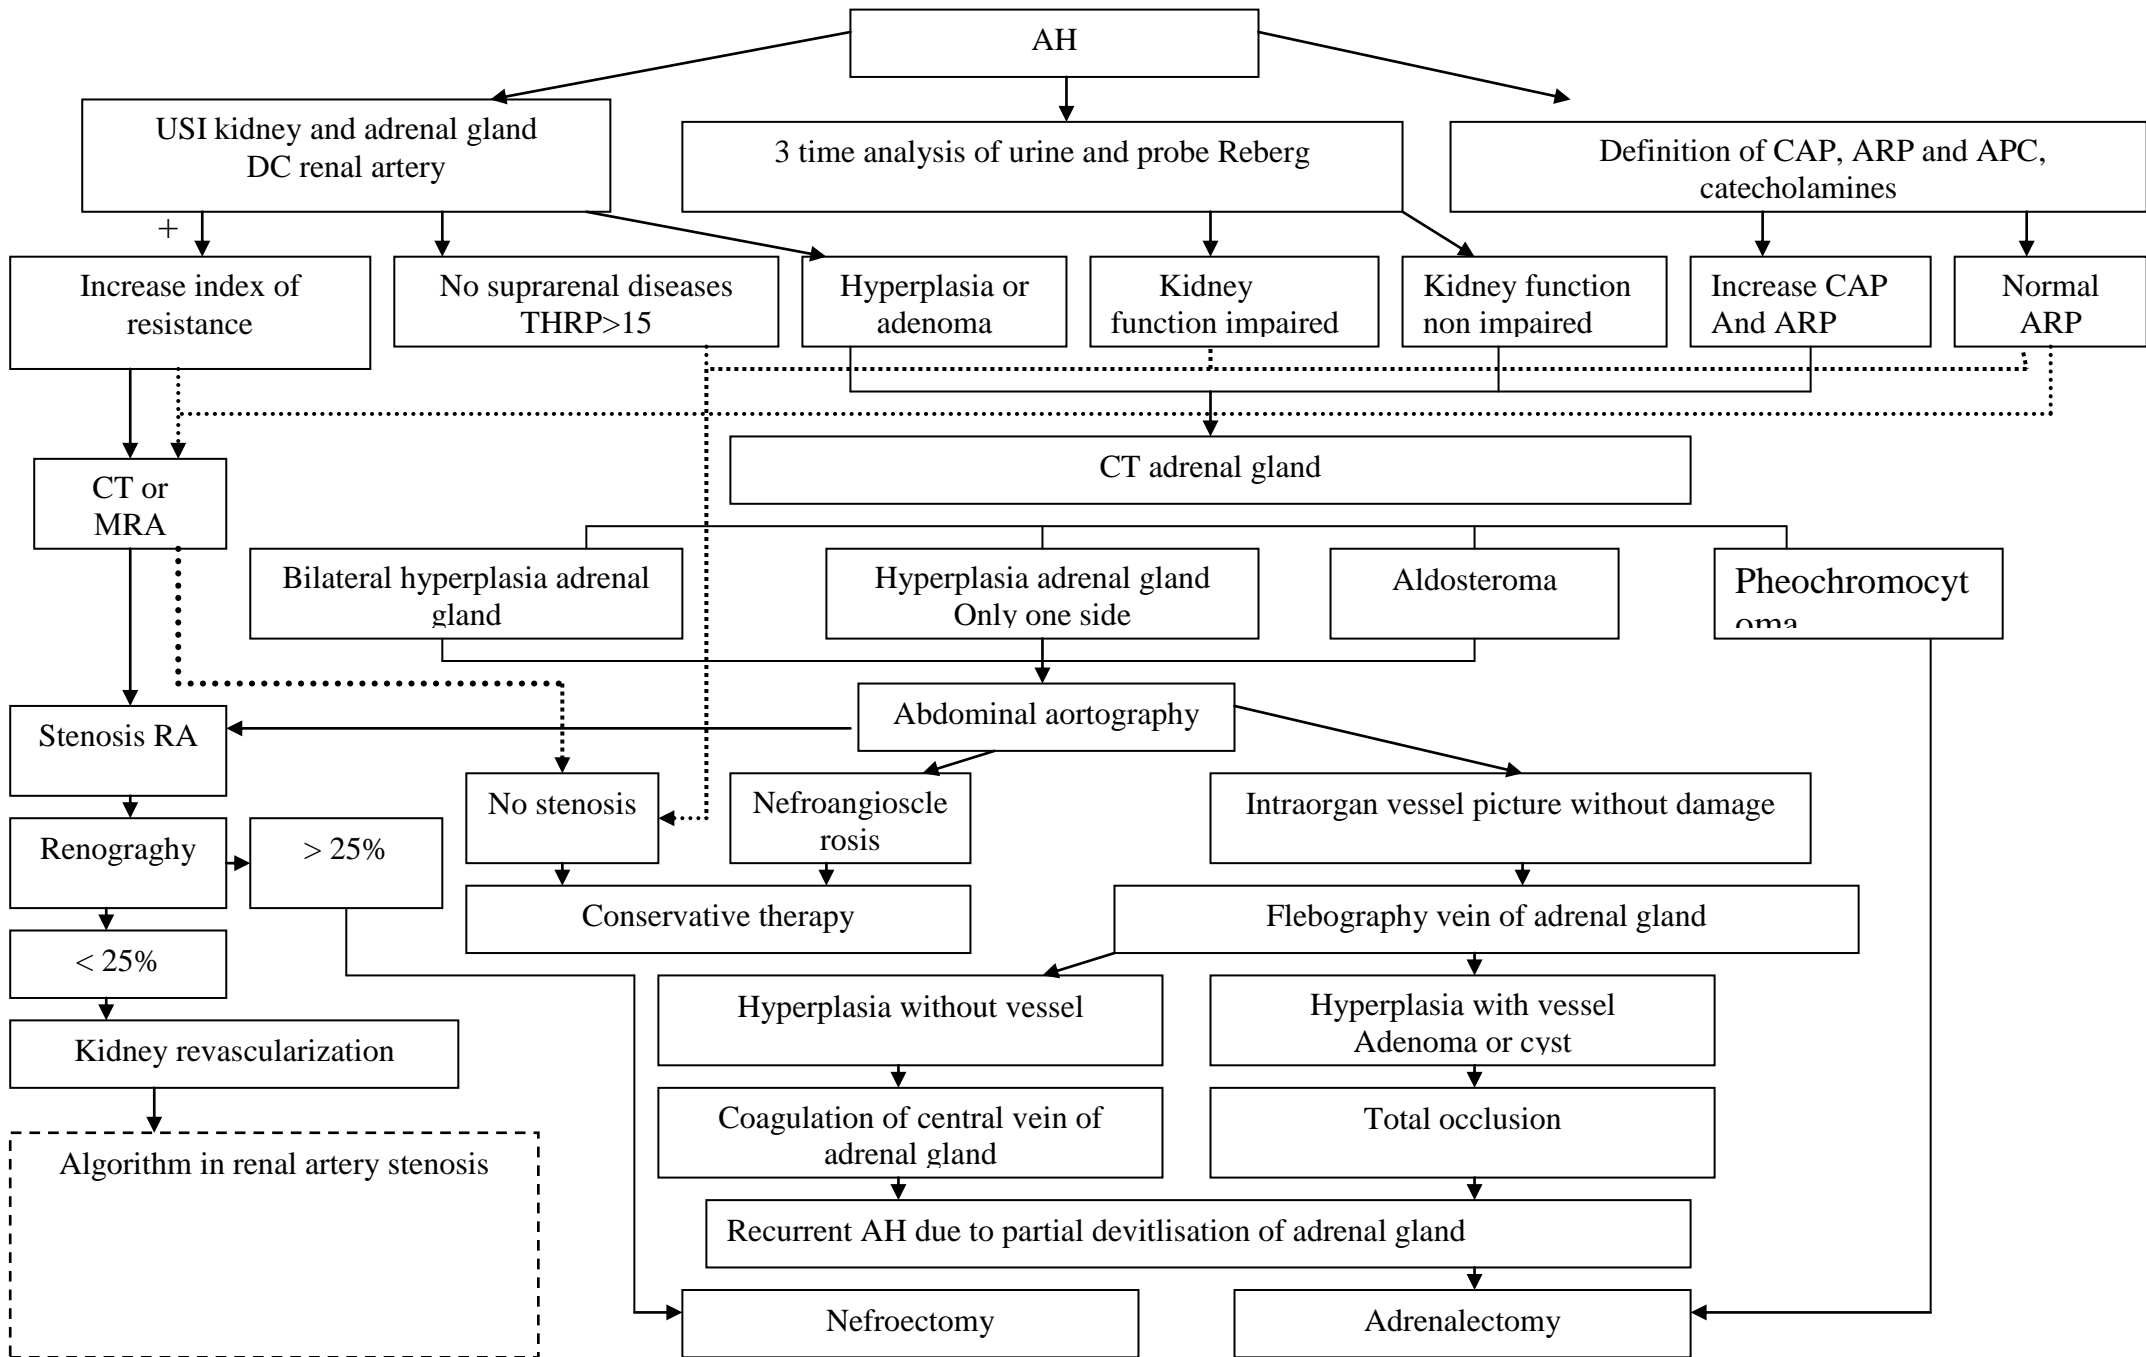 AH
USI kidney and adrenal gland
DC renal artery
3 time analysis of urine and probe Reberg
Definition of CAP, ARP and APC,
catecholamines
+
Increase index of
resistance
No suprarenal diseases
THRP>15
Hyperplasia or
adenoma
Kidney
function impaired
Kidney function
non impaired
Increase CAP
And ARP
Normal
ARP
CT adrenal gland
CT or
MRA
Bilateral hyperplasia adrenal
gland
Hyperplasia adrenal gland
Only one side
Aldosteroma
Pheochromocyt
oma
Abdominal aortography
Stenosis RA
No stenosis
Nefroangioscle
rosis
Intraorgan vessel picture without damage
Renograghy
> 25%
Conservative therapy
Flebography vein of adrenal gland
< 25%
Hyperplasia without vessel
Hyperplasia with vessel
Adenoma or cyst
Kidney revascularization
Coagulation of central vein of
adrenal gland
Total occlusion
Algorithm in renal artery stenosis
Recurrent AH due to partial devitlisation of adrenal gland
Nefroectomy
Adrenalectomy